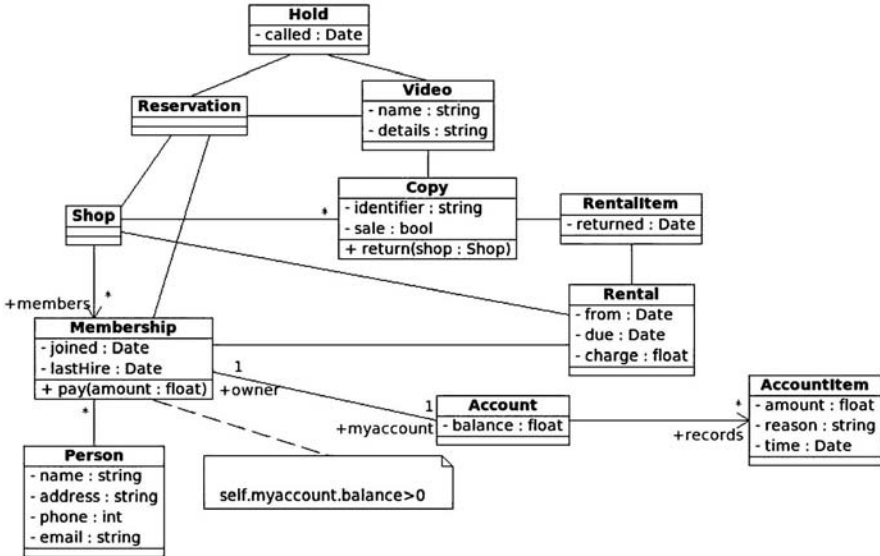 Hold
- called : Date
Reservation
Video
- name : string
- details : string
Shop
*
Copy
- identifier : string
- sale : bool
+ return(shop : Shop)
RentalItem
- returned : Date
+members
*
Membership
- joined : Date
- lastHire : Date
+ pay(amount : float)
Rental
- from : Date
- due : Date
- charge : float
1
+owner
1
+myaccount
Account
- balance : float
*
+records
AccountItem
- amount : float
- reason : string
- time : Date
*
Person
- name : string
- address : string
- phone : int
- email : string
self.myaccount.balance>0